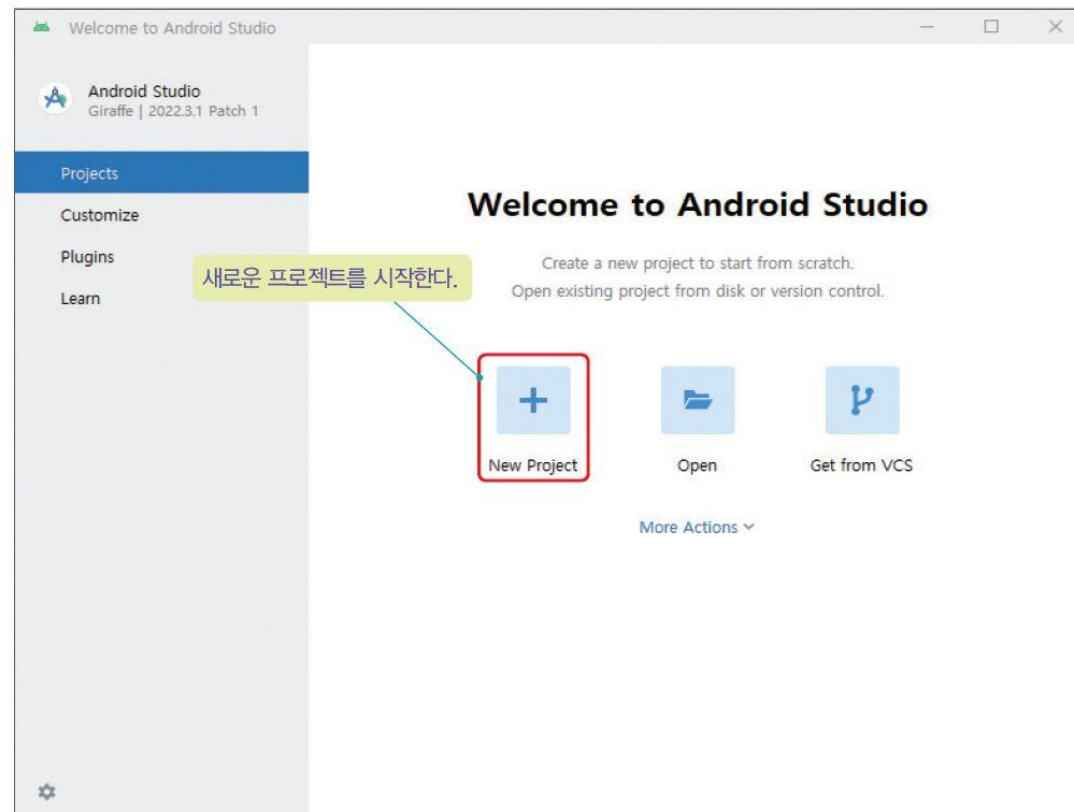 Welcome to Android Studio
Android Studio
Giraffe | 2022.3.1 Patch 1
Projects
Customize
Plugins
Learn
Welcome to Android Studio
Create a new project to start from scratch.
Open existing project from disk or version control.
새로운 프로젝트를 시작한다.
New Project
Open
Get from VCS
More Actions